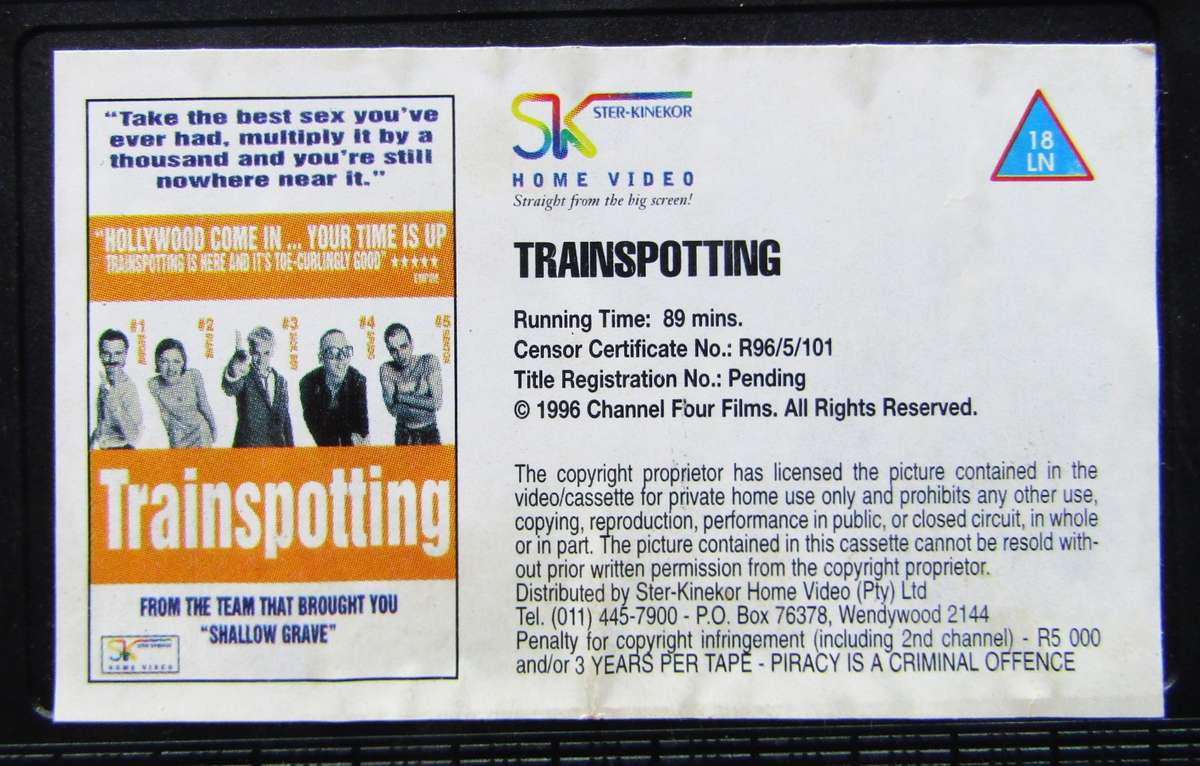 “Take the best sex you’ve
ever had, multiply it by a
thousand and you’re still
nowhere near it.”
“HOLLYWOOD COME IN ... YOUR TIME IS UP
TRAINSPOTTING IS HERE AND IT’S TOE-CURLINGLY GOOD” ★★★★★
EMPIRE
#1
#2
#3
#4
#5
Trainspotting
FROM THE TEAM THAT BROUGHT YOU
“SHALLOW GRAVE”
SK
STER-KINEKOR
HOME VIDEO
SK STER-KINEKOR
HOME VIDEO
Straight from the big screen!
18
LN
TRAINSPOTTING
Running Time: 89 mins.
Censor Certificate No.: R96/5/101
Title Registration No.: Pending
© 1996 Channel Four Films. All Rights Reserved.
The copyright proprietor has licensed the picture contained in the
video/cassette for private home use only and prohibits any other use,
copying, reproduction, performance in public, or closed circuit, in whole
or in part. The picture contained in this cassette cannot be resold with-
out prior written permission from the copyright proprietor.
Distributed by Ster-Kinekor Home Video (Pty) Ltd
Tel. (011) 445-7900 - P.O. Box 76378, Wendywood 2144
Penalty for copyright infringement (including 2nd channel) - R5 000
and/or 3 YEARS PER TAPE - PIRACY IS A CRIMINAL OFFENCE